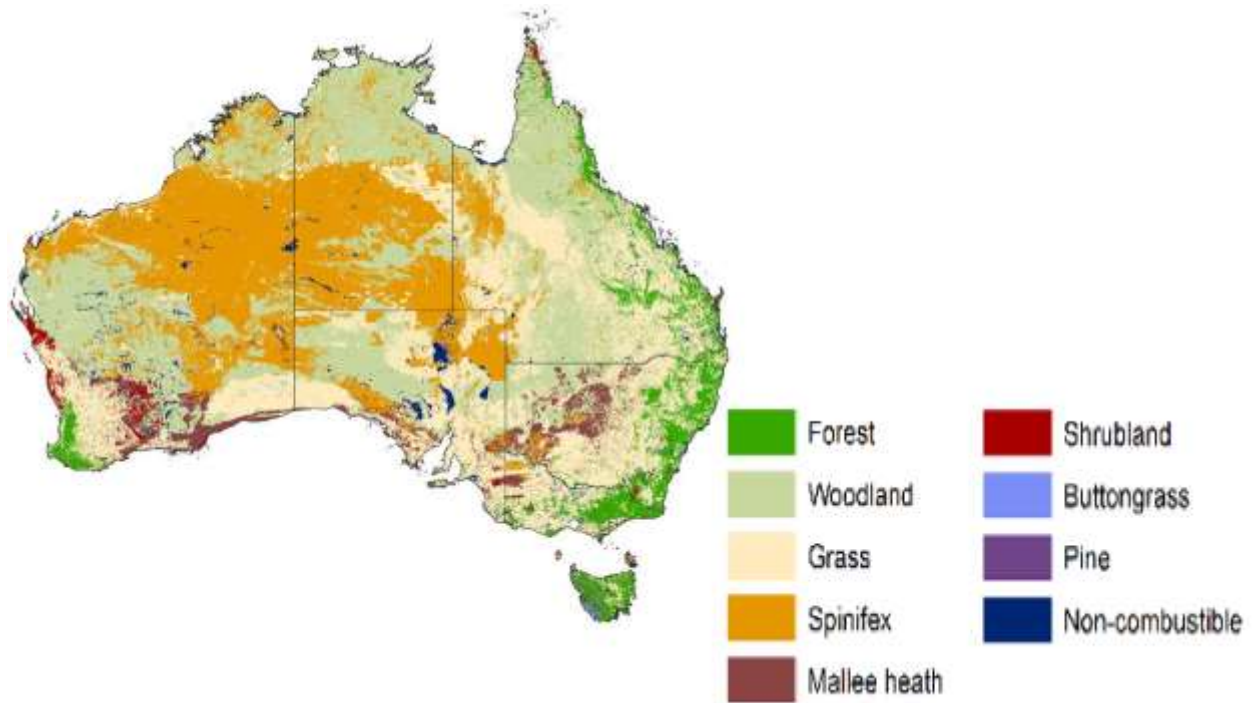 Forest
Woodland
Grass
Spinifex
Mallee heath
Shrubland
Buttongrass
Pine
Non-combustible